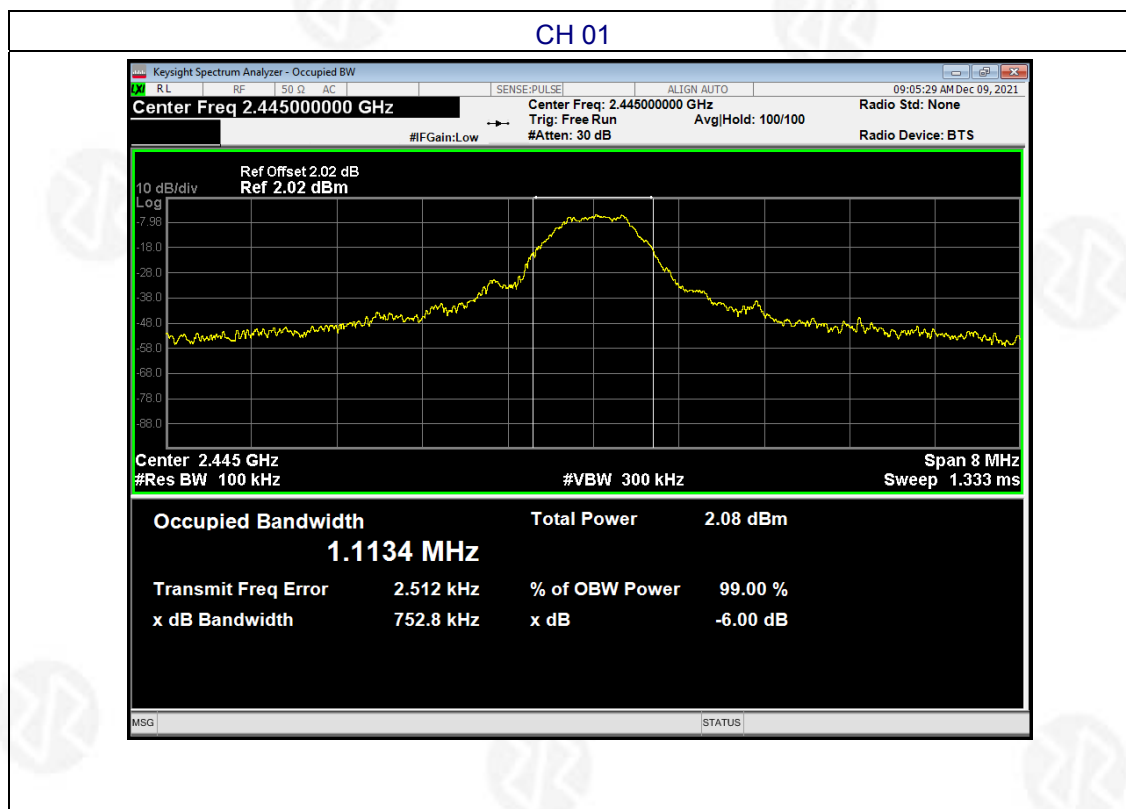 CH 01
Keysight Spectrum Analyzer - Occupied BW
LXI RL RF 50 Ω AC SENSE:PULSE ALIGN AUTO 09:05:29 AM Dec 09, 2021
Center Freq 2.445000000 GHz Center Freq: 2.445000000 GHz Radio Std: None
Trig: Free Run Avg|Hold: 100/100
#IFGain:Low #Atten: 30 dB Radio Device: BTS
Ref Offset 2.02 dB
10 dB/div Ref 2.02 dBm
Log
-7.98
-18.0
-28.0
-38.0
-48.0
-58.0
-68.0
-78.0
-88.0
Center 2.445 GHz Span 8 MHz
#Res BW 100 kHz #VBW 300 kHz Sweep 1.333 ms
Occupied Bandwidth Total Power 2.08 dBm
1.1134 MHz
Transmit Freq Error 2.512 kHz % of OBW Power 99.00 %
x dB Bandwidth 752.8 kHz x dB -6.00 dB
MSG STATUS